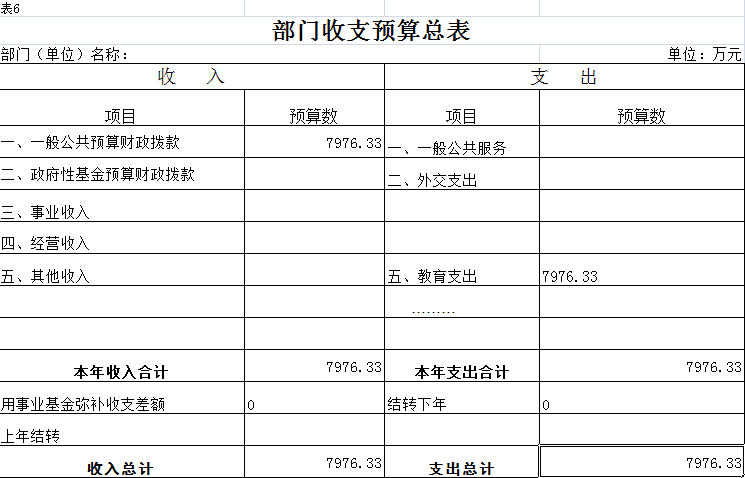 表6
部门收支预算总表
部门（单位）名称： 单位：万元
收 入 支 出
项目 预算数 项目 预算数
一、一般公共预算财政拨款 7976.33 一、一般公共服务
二、政府性基金预算财政拨款 二、外交支出
三、事业收入
四、经营收入
五、其他收入 五、教育支出 7976.33
………
本年收入合计 7976.33 本年支出合计 7976.33
用事业基金弥补收支差额 0 结转下年 0
上年结转
收入总计 7976.33 支出总计 7976.33